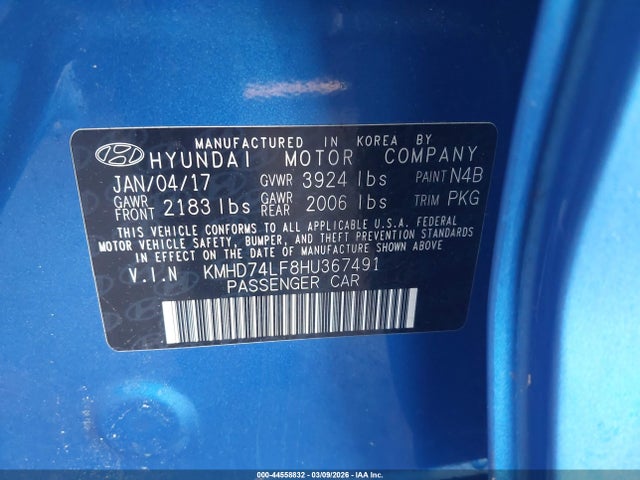 MANUFACTURED IN KOREA BY
HYUNDAI MOTOR COMPANY
JAN/04/17 GVWR 3924 lbs PAINT N4B
GAWR FRONT 2183 lbs GAWR REAR 2006 lbs TRIM PKG
THIS VEHICLE CONFORMS TO ALL APPLICABLE U.S.A. FEDERAL
MOTOR VEHICLE SAFETY, BUMPER, AND THEFT PREVENTION STANDARDS
IN EFFECT ON THE DATE OF MANUFACTURE SHOWN ABOVE.
V.I.N KMHD74LF8HU367491
PASSENGER CAR
000-44558832 - 03/09/2026 - IAA Inc.